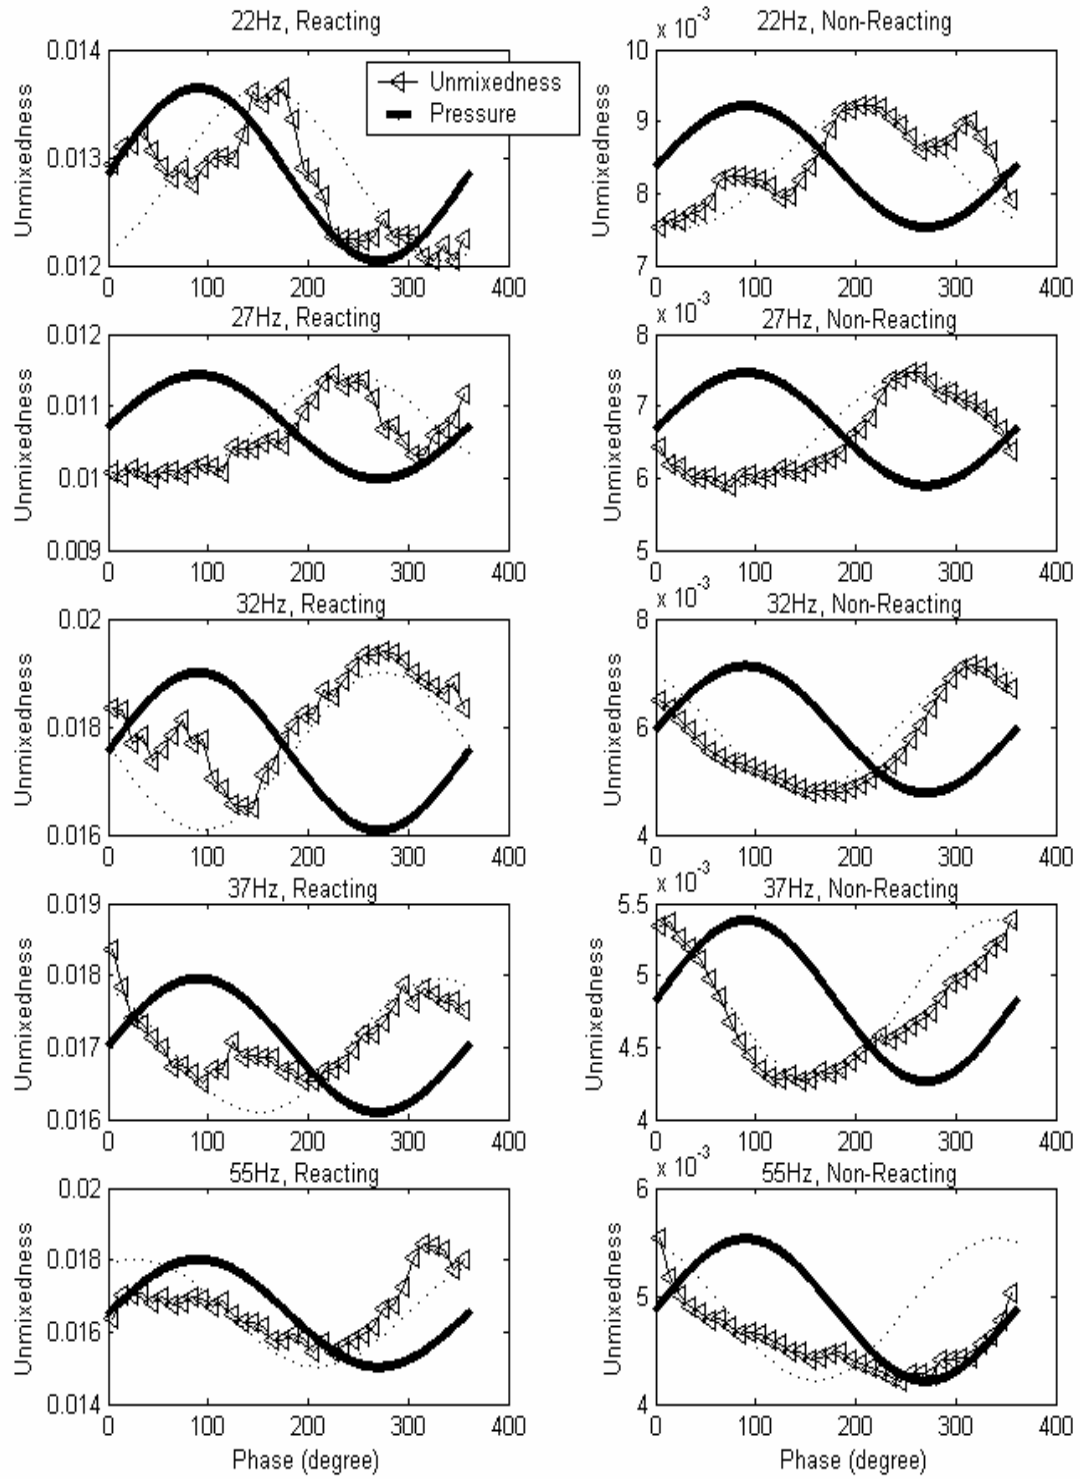 22Hz, Reacting
0.014
0.013
0.012
Unmixedness
Unmixedness
Pressure
0 100 200 300 400
22Hz, Non-Reacting
x 10^-3
10
9
8
7
Unmixedness
0 100 200 300 400
27Hz, Reacting
0.012
0.011
0.01
0.009
Unmixedness
0 100 200 300 400
27Hz, Non-Reacting
x 10^-3
8
7
6
5
Unmixedness
0 100 200 300 400
32Hz, Reacting
0.02
0.018
0.016
Unmixedness
0 100 200 300 400
32Hz, Non-Reacting
x 10^-3
8
6
4
Unmixedness
0 100 200 300 400
37Hz, Reacting
0.019
0.018
0.017
0.016
Unmixedness
0 100 200 300 400
37Hz, Non-Reacting
x 10^-3
5.5
5
4.5
4
Unmixedness
0 100 200 300 400
55Hz, Reacting
0.02
0.018
0.016
0.014
Unmixedness
0 100 200 300 400
Phase (degree)
55Hz, Non-Reacting
x 10^-3
6
5
4
Unmixedness
0 100 200 300 400
Phase (degree)